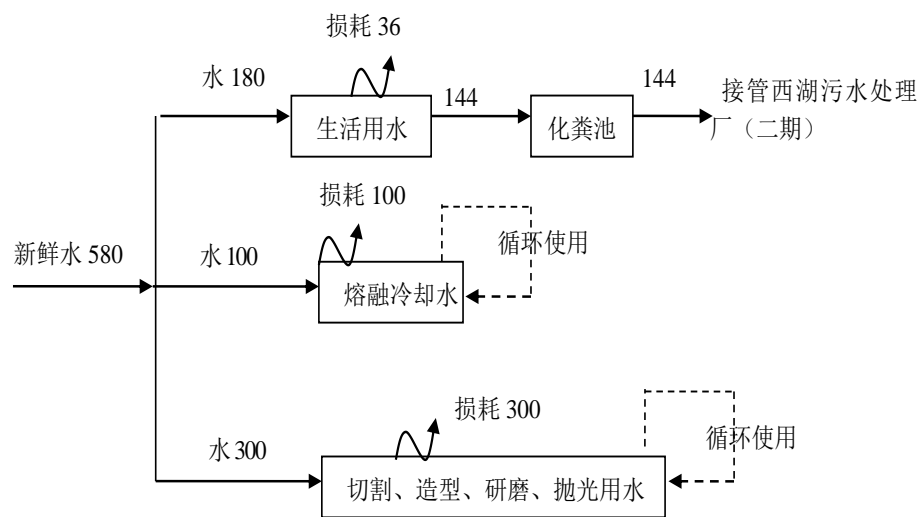 损耗 36
水 180
144
144
接管西湖污水处理
厂（二期）
生活用水
化粪池
损耗 100
循环使用
新鲜水 580
水 100
熔融冷却水
损耗 300
循环使用
水 300
切割、造型、研磨、抛光用水